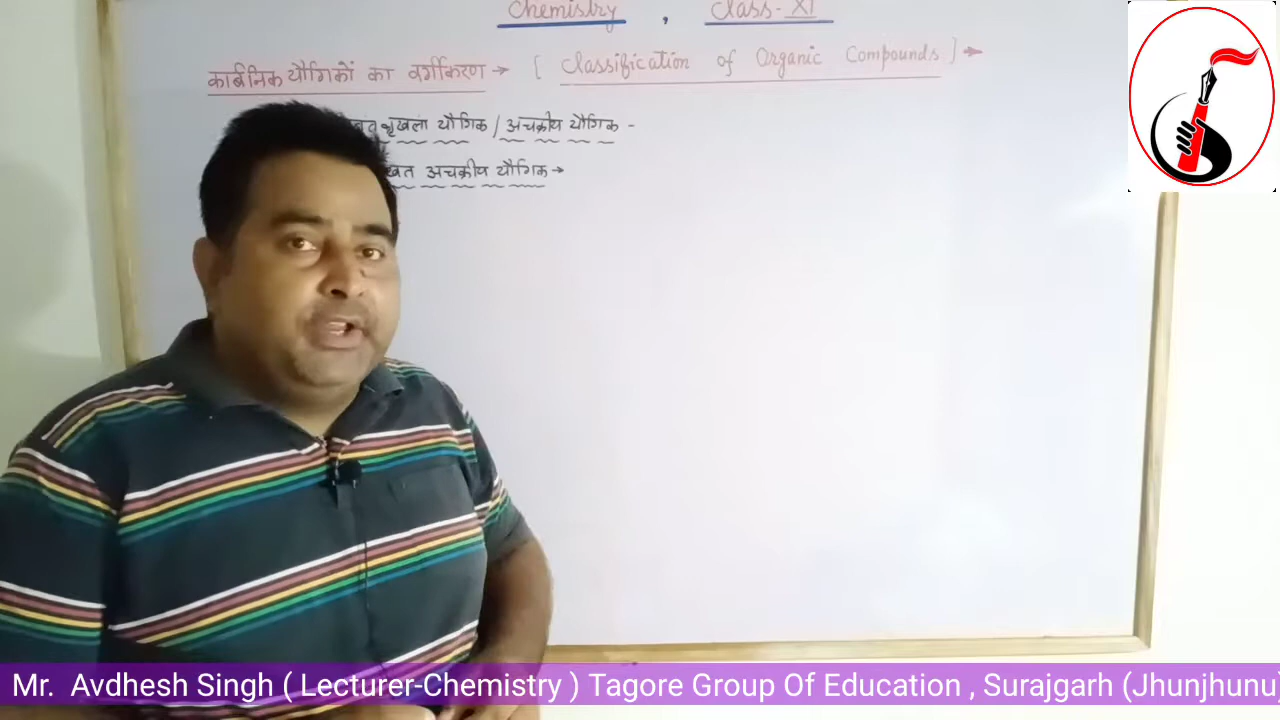 Chemistry , Class- XI
कार्बनिक यौगिकों का वर्गीकरण → [ Classification of Organic Compounds ] →
यौगिक / अचक्रीय यौगिक -
अचक्रीय यौगिक →
Mr. Avdhesh Singh ( Lecturer-Chemistry ) Tagore Group Of Education , Surajgarh (Jhunjhunu)